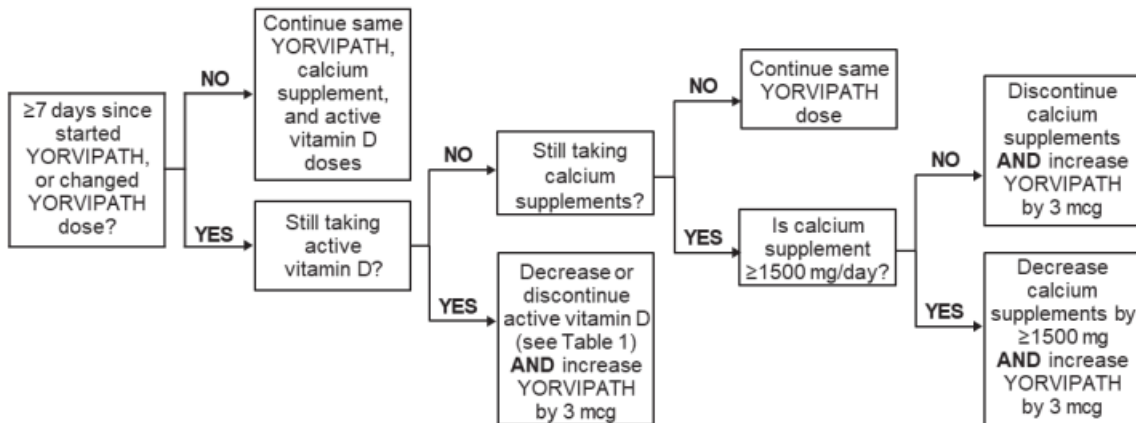 ≥7 days since
started
YORVIPATH,
or changed
YORVIPATH
dose?
NO
Continue same
YORVIPATH,
calcium
supplement,
and active
vitamin D
doses
YES
Still taking
active
vitamin D?
NO
Still taking
calcium
supplements?
YES
Decrease or
discontinue
active vitamin D
(see Table 1)
AND increase
YORVIPATH
by 3 mcg
NO
Continue same
YORVIPATH
dose
YES
Is calcium
supplement
≥1500 mg/day?
NO
Discontinue
calcium
supplements
AND increase
YORVIPATH
by 3 mcg
YES
Decrease
calcium
supplements by
≥1500 mg
AND increase
YORVIPATH
by 3 mcg